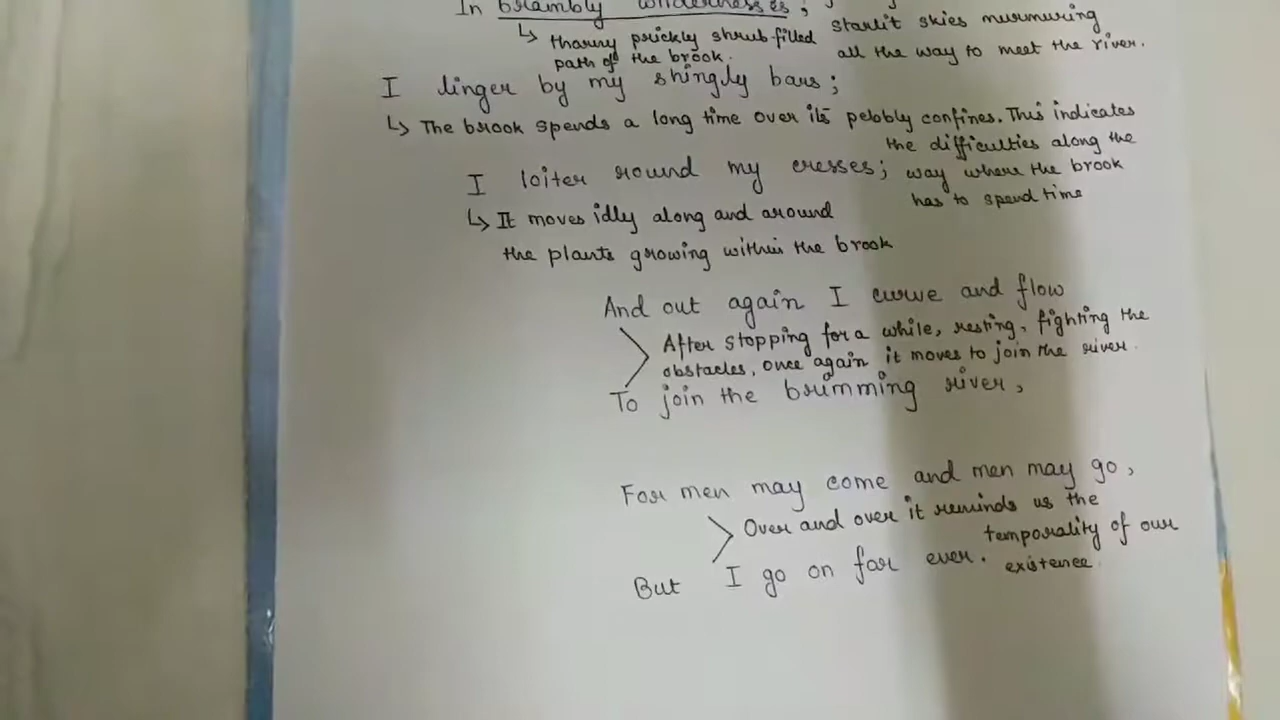 In brambly wildernesses ;
↳ thorny prickly shrub-filled
path of the brook.
starlit skies murmuring
all the way to meet the river.
I linger by my shingly bars ;
↳ The brook spends a long time over its pebbly confines. This indicates
the difficulties along the
way where the brook
has to spend time
I loiter round my cresses ;
↳ It moves idly along and around
the plants growing within the brook
And out again I curve and flow
After stopping for a while, resting, fighting the
obstacles, once again it moves to join the river.
To join the brimming river,
For men may come and men may go,
Over and over it reminds us the
temporality of our
existence.
But I go on for ever.